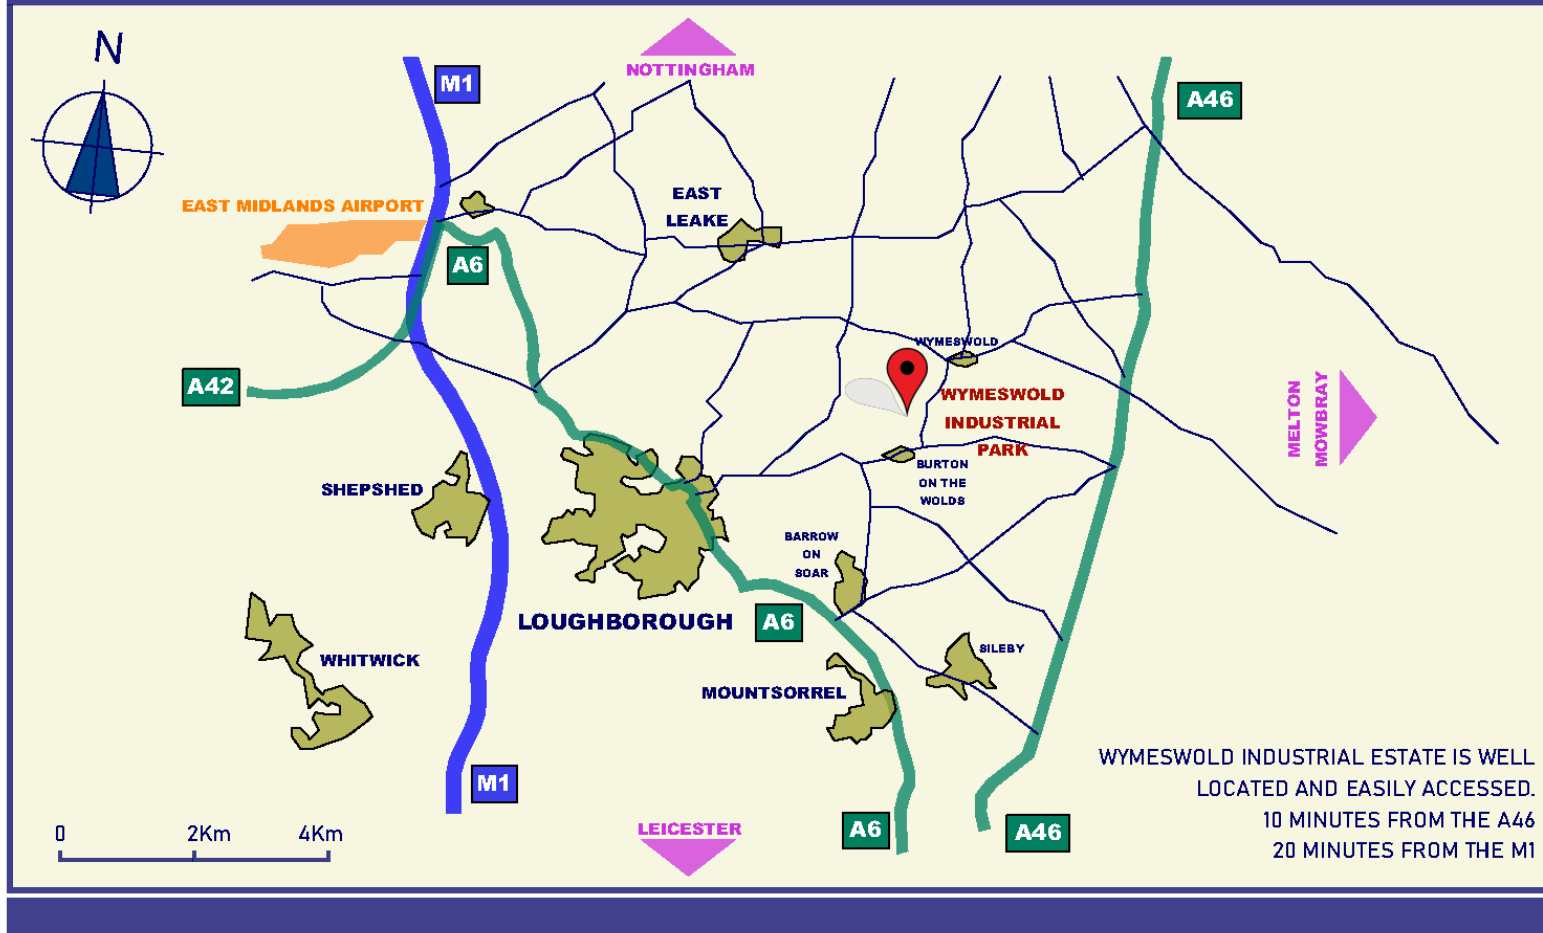 N
NOTTINGHAM
M1
A46
EAST MIDLANDS AIRPORT
EAST
LEAKE
A6
WYMESWOLD
A42
WYMESWOLD
INDUSTRIAL
PARK
MELTON
MOWBRAY
SHEPSHED
BURTON
ON THE
WOLDS
BARROW
ON
SOAR
LOUGHBOROUGH
A6
SILEBY
WHITWICK
MOUNTSORREL
M1
WYMESWOLD INDUSTRIAL ESTATE IS WELL
LOCATED AND EASILY ACCESSED.
10 MINUTES FROM THE A46
20 MINUTES FROM THE M1
0 2Km 4Km
LEICESTER
A6
A46